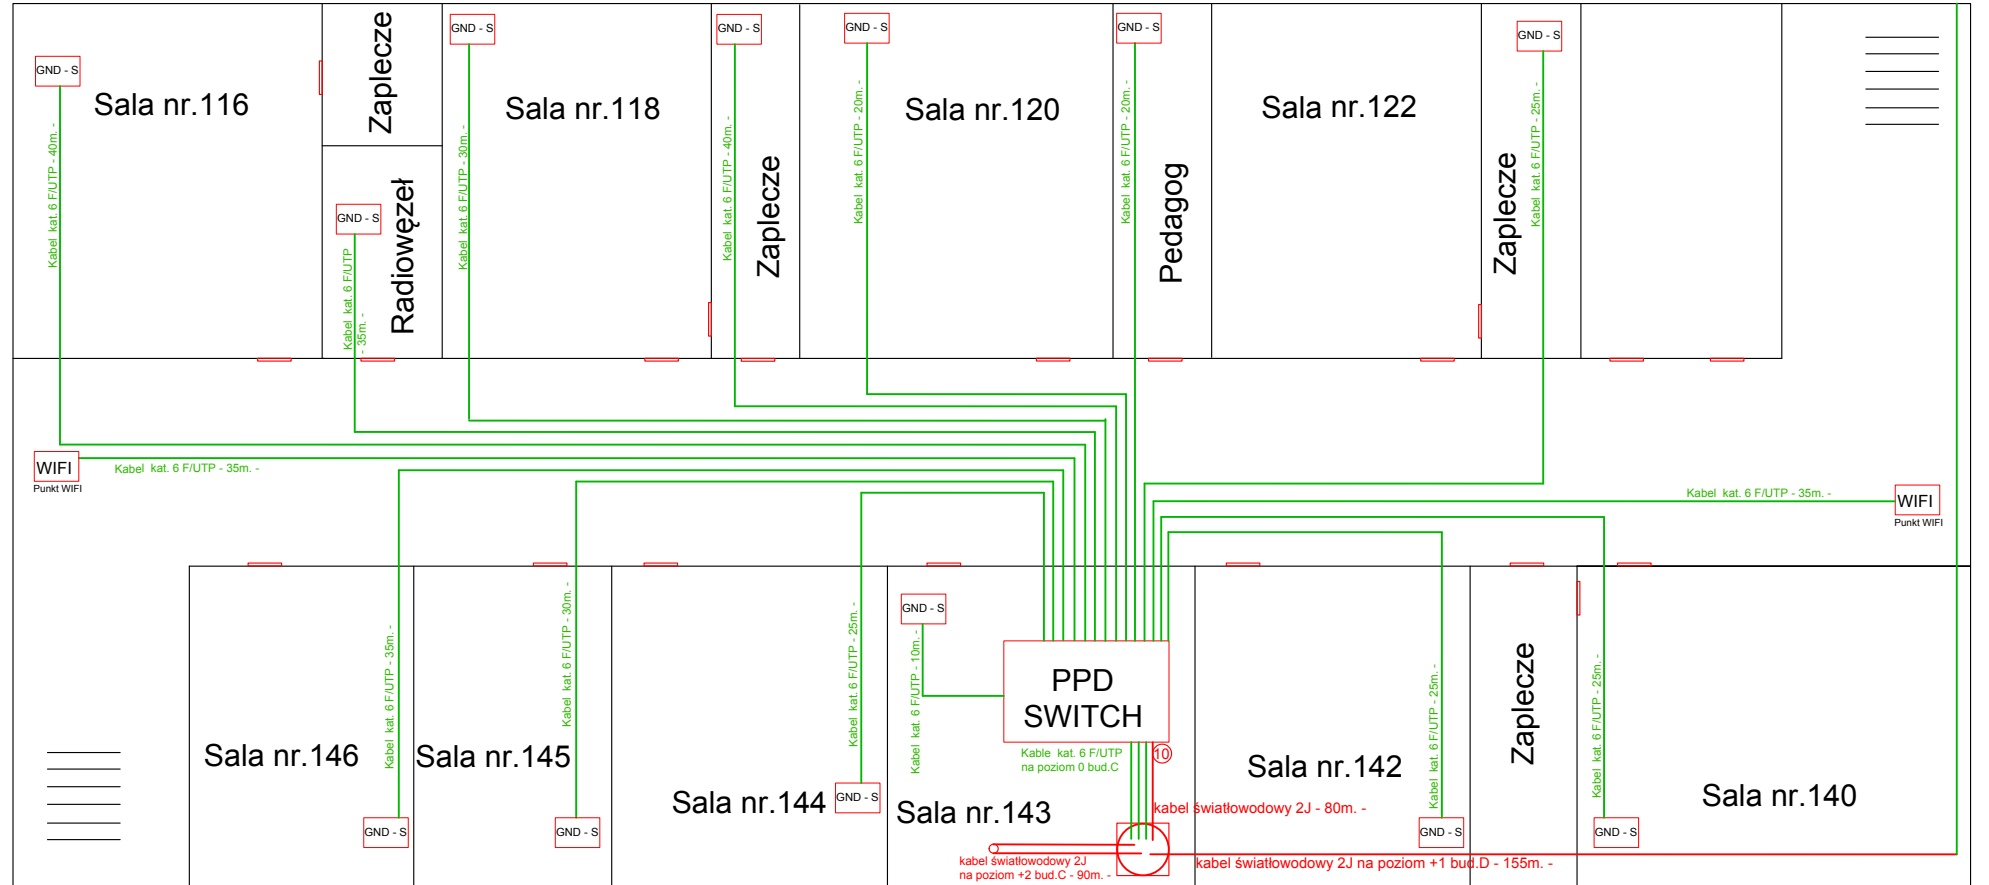 GND - S
Sala nr.116
Kabel kat. 6 F/UTP - 40m. -
Zaplecze
GND - S
Radiowęzeł
Kabel kat. 6 F/UTP
- 35m. -
GND - S
Sala nr.118
Kabel kat. 6 F/UTP - 30m. -
GND - S
Kabel kat. 6 F/UTP - 40m. -
Zaplecze
GND - S
Sala nr.120
Kabel kat. 6 F/UTP - 20m. -
GND - S
Kabel kat. 6 F/UTP - 20m. -
Pedagog
Sala nr.122
GND - S
Kabel kat. 6 F/UTP - 25m. -
Zaplecze
WIFI
Punkt WIFI
Kabel kat. 6 F/UTP - 35m. -
Kabel kat. 6 F/UTP - 35m. -
WIFI
Punkt WIFI
Sala nr.146
Kabel kat. 6 F/UTP - 35m. -
GND - S
Sala nr.145
Kabel kat. 6 F/UTP - 30m. -
GND - S
Sala nr.144
Kabel kat. 6 F/UTP - 25m. -
GND - S
GND - S
Kabel kat. 6 F/UTP - 10m. -
Sala nr.143
PPD
SWITCH
Kable kat. 6 F/UTP
na poziom 0 bud.C
10
kabel światłowodowy 2J - 80m. -
kabel światłowodowy 2J
na poziom +2 bud.C - 90m. -
kabel światłowodowy 2J na poziom +1 bud.D - 155m. -
Sala nr.142
Kabel kat. 6 F/UTP - 25m. -
GND - S
Zaplecze
Kabel kat. 6 F/UTP - 25m. -
GND - S
Sala nr.140